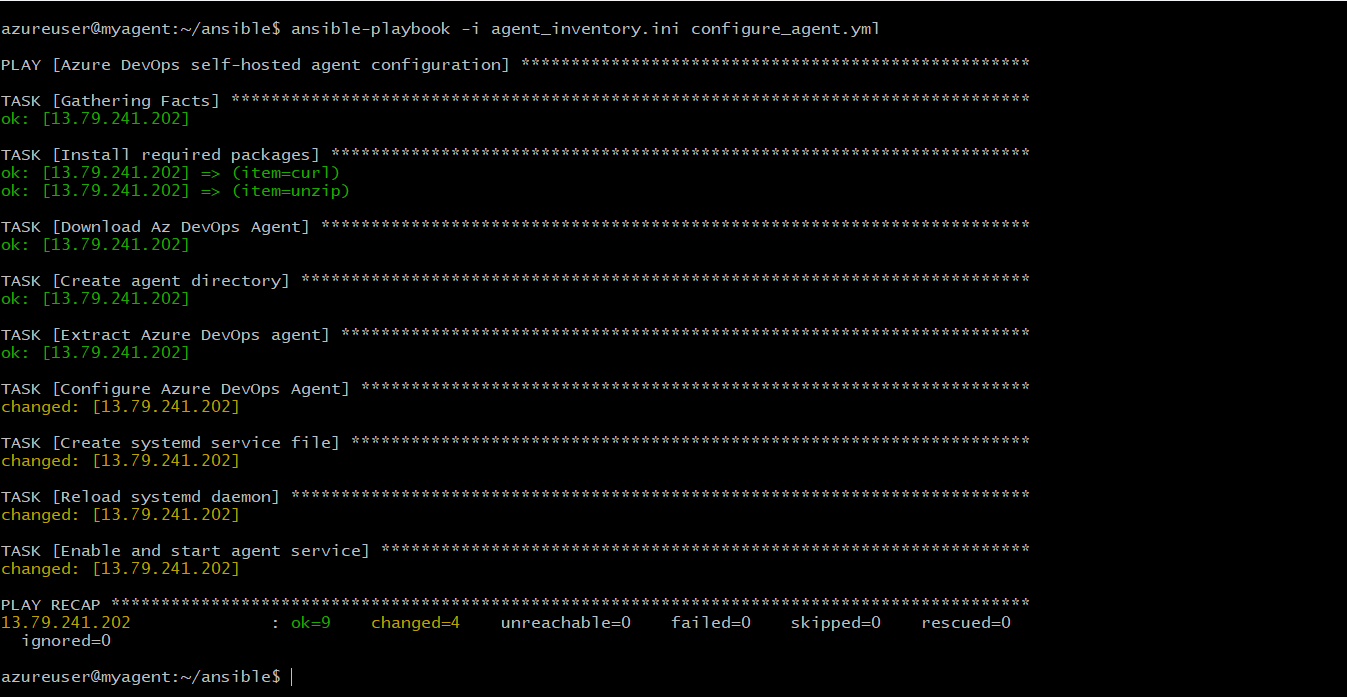 azureuser@myagent:~/ansible$ ansible-playbook -i agent_inventory.ini configure_agent.yml
PLAY [Azure DevOps self-hosted agent configuration] ***************************************************
TASK [Gathering Facts] ********************************************************************************
ok: [13.79.241.202]
TASK [Install required packages] **********************************************************************
ok: [13.79.241.202] => (item=curl)
ok: [13.79.241.202] => (item=unzip)
TASK [Download Az DevOps Agent] ***********************************************************************
ok: [13.79.241.202]
TASK [Create agent directory] *************************************************************************
ok: [13.79.241.202]
TASK [Extract Azure DevOps agent] *********************************************************************
ok: [13.79.241.202]
TASK [Configure Azure DevOps Agent] *******************************************************************
changed: [13.79.241.202]
TASK [Create systemd service file] ********************************************************************
changed: [13.79.241.202]
TASK [Reload systemd daemon] **************************************************************************
changed: [13.79.241.202]
TASK [Enable and start agent service] *****************************************************************
changed: [13.79.241.202]
PLAY RECAP ********************************************************************************************
13.79.241.202              : ok=9    changed=4    unreachable=0    failed=0    skipped=0    rescued=0
  ignored=0
azureuser@myagent:~/ansible$